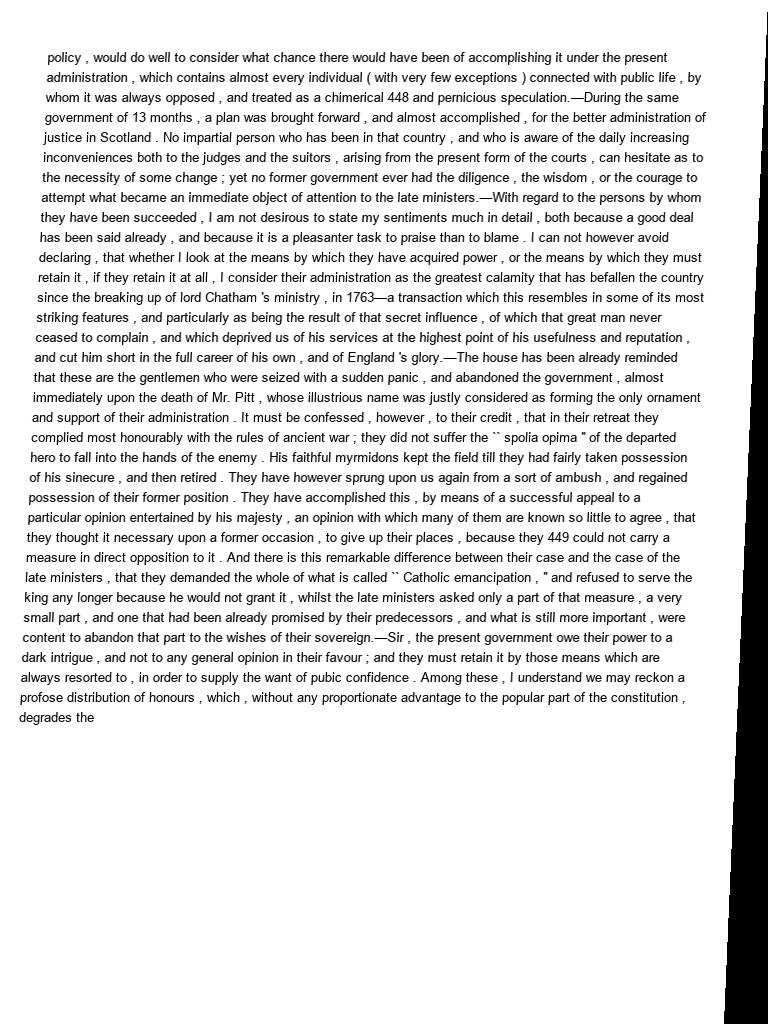 policy , would do well to consider what chance there would have been of accomplishing it under the present
administration , which contains almost every individual ( with very few exceptions ) connected with public life , by
whom it was always opposed , and treated as a chimerical 448 and pernicious speculation.—During the same
government of 13 months , a plan was brought forward , and almost accomplished , for the better administration of
justice in Scotland . No impartial person who has been in that country , and who is aware of the daily increasing
inconveniences both to the judges and the suitors , arising from the present form of the courts , can hesitate as to
the necessity of some change ; yet no former government ever had the diligence , the wisdom , or the courage to
attempt what became an immediate object of attention to the late ministers.—With regard to the persons by whom
they have been succeeded , I am not desirous to state my sentiments much in detail , both because a good deal
has been said already , and because it is a pleasanter task to praise than to blame . I can not however avoid
declaring , that whether I look at the means by which they have acquired power , or the means by which they must
retain it , if they retain it at all , I consider their administration as the greatest calamity that has befallen the country
since the breaking up of lord Chatham 's ministry , in 1763—a transaction which this resembles in some of its most
striking features , and particularly as being the result of that secret influence , of which that great man never
ceased to complain , and which deprived us of his services at the highest point of his usefulness and reputation ,
and cut him short in the full career of his own , and of England 's glory.—The house has been already reminded
that these are the gentlemen who were seized with a sudden panic , and abandoned the government , almost
immediately upon the death of Mr. Pitt , whose illustrious name was justly considered as forming the only ornament
and support of their administration . It must be confessed , however , to their credit , that in their retreat they
complied most honourably with the rules of ancient war ; they did not suffer the `` spolia opima '' of the departed
hero to fall into the hands of the enemy . His faithful myrmidons kept the field till they had fairly taken possession
of his sinecure , and then retired . They have however sprung upon us again from a sort of ambush , and regained
possession of their former position . They have accomplished this , by means of a successful appeal to a
particular opinion entertained by his majesty , an opinion with which many of them are known so little to agree , that
they thought it necessary upon a former occasion , to give up their places , because they 449 could not carry a
measure in direct opposition to it . And there is this remarkable difference between their case and the case of the
late ministers , that they demanded the whole of what is called `` Catholic emancipation , '' and refused to serve the
king any longer because he would not grant it , whilst the late ministers asked only a part of that measure , a very
small part , and one that had been already promised by their predecessors , and what is still more important , were
content to abandon that part to the wishes of their sovereign.—Sir , the present government owe their power to a
dark intrigue , and not to any general opinion in their favour ; and they must retain it by those means which are
always resorted to , in order to supply the want of pubic confidence . Among these , I understand we may reckon a
profose distribution of honours , which , without any proportionate advantage to the popular part of the constitution ,
degrades the